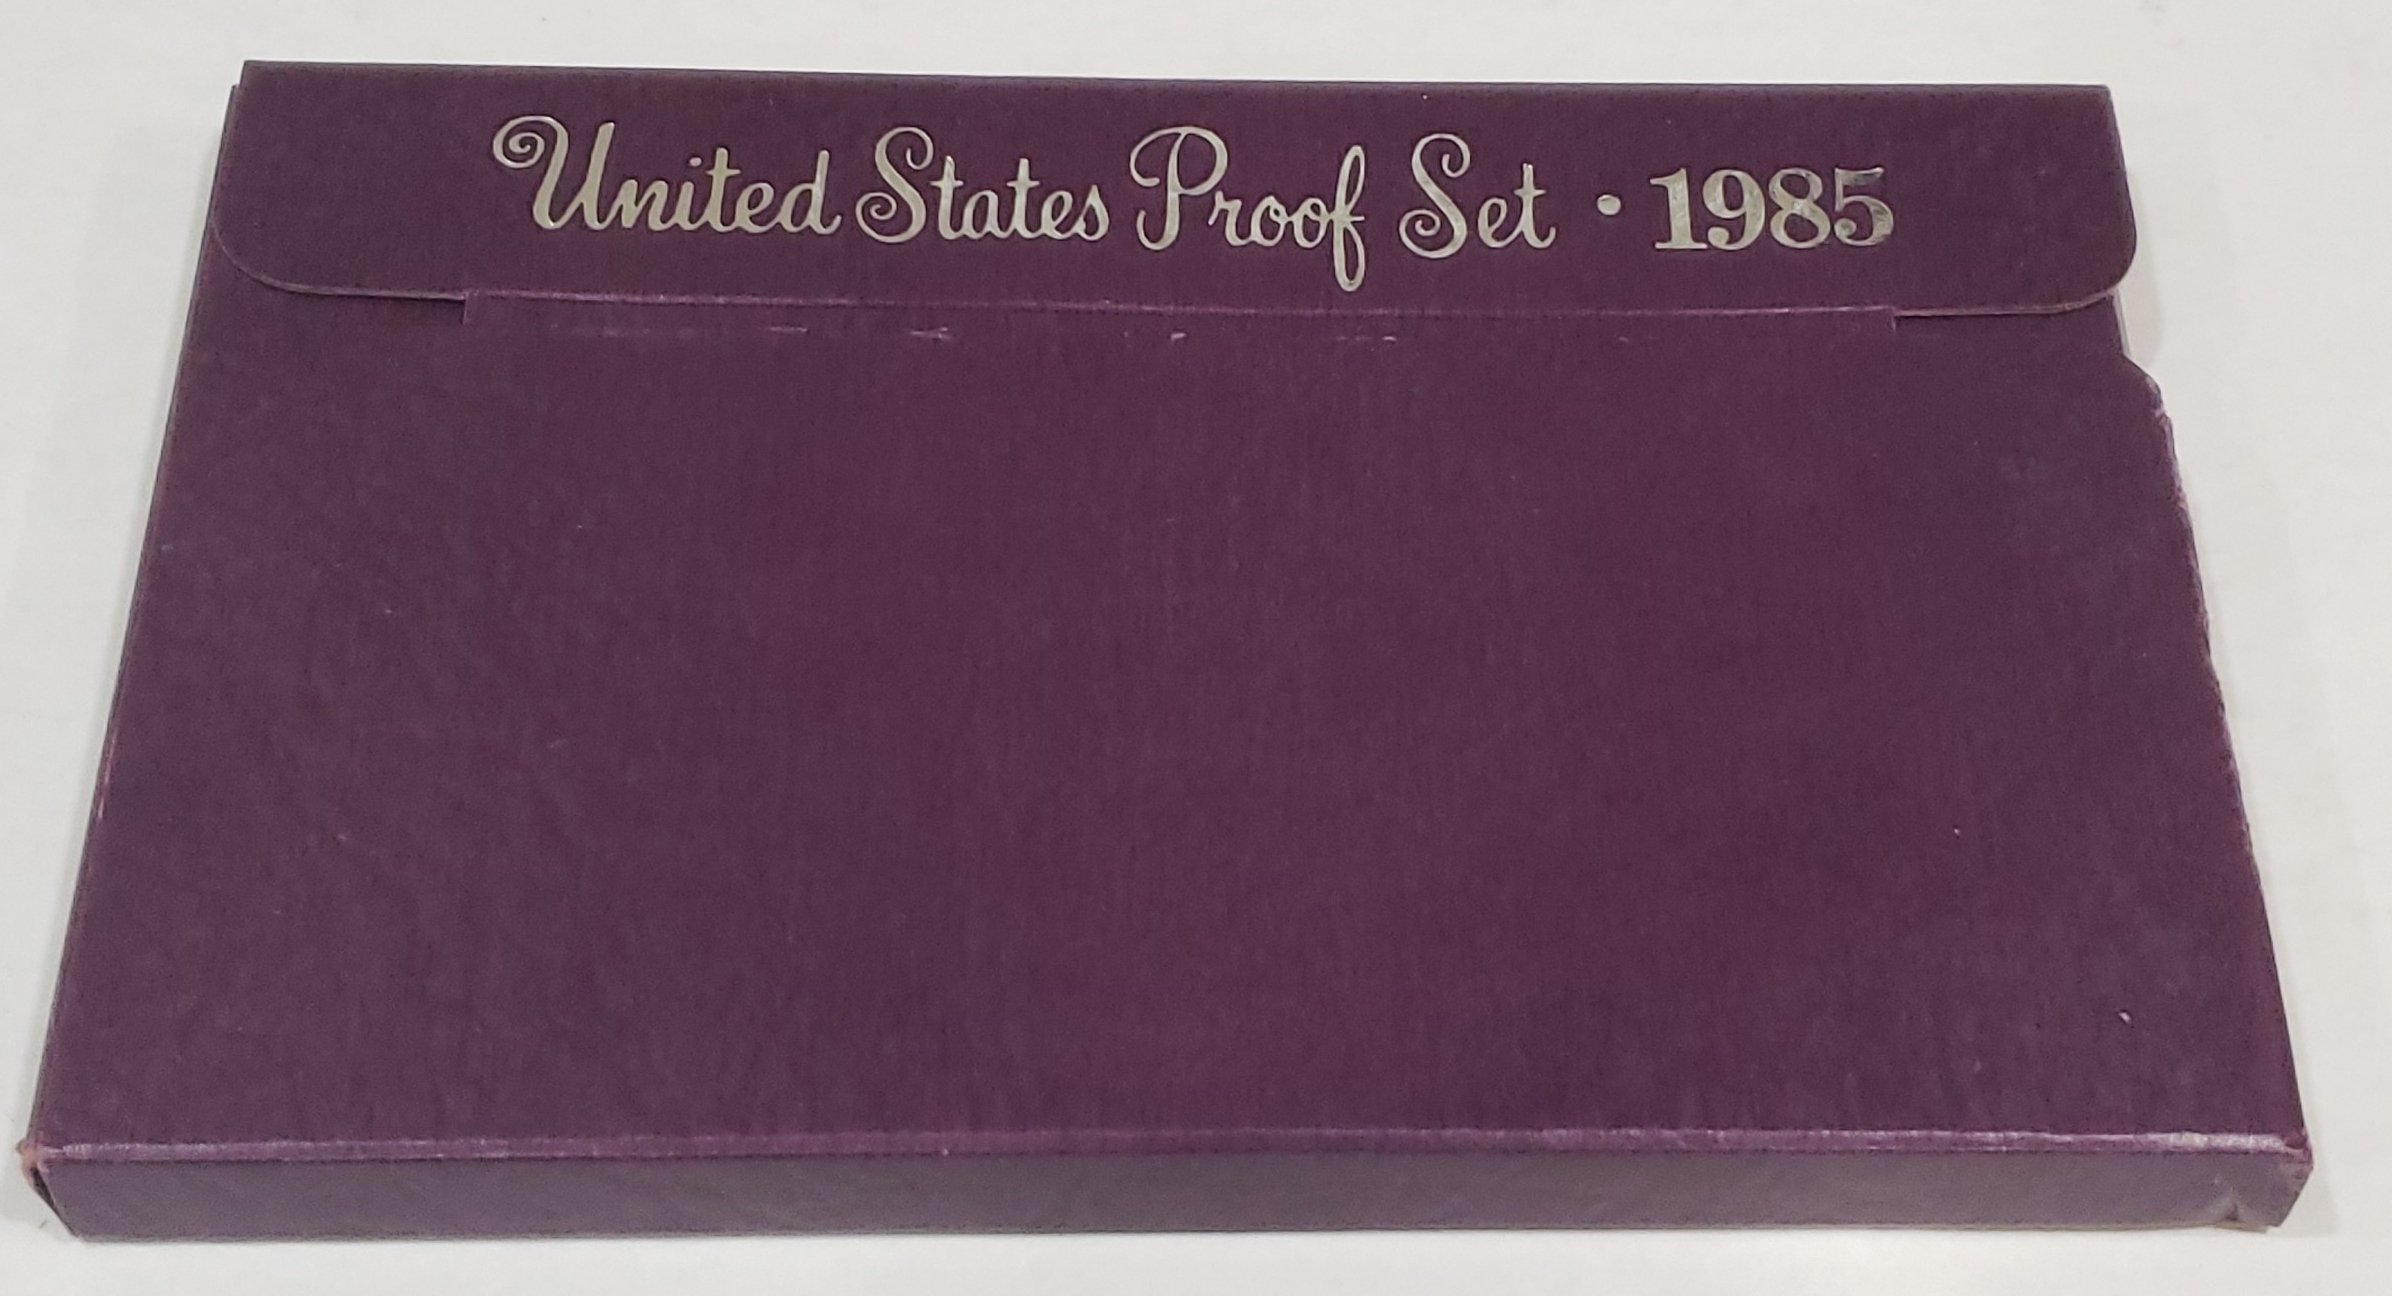 United States Proof Set · 1985